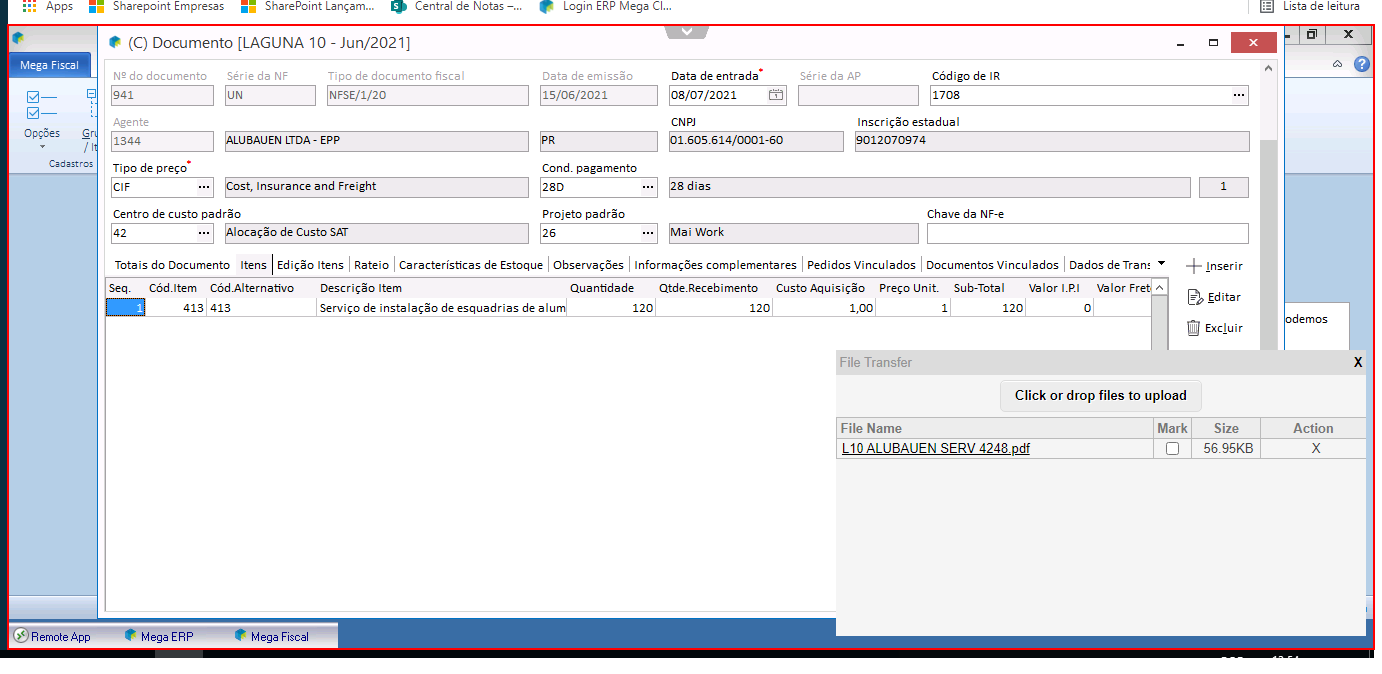 Apps Sharepoint Empresas SharePoint Lançam... Central de Notas –... Login ERP Mega Cl... Lista de leitura
(C) Documento [LAGUNA 10 - Jun/2021]
Mega Fiscal
Opções
Cadastros
Nº do documento Série da NF Tipo de documento fiscal Data de emissão Data de entrada* Série da AP Código de IR
941 UN NFSE/1/20 15/06/2021 08/07/2021 1708 ...
Agente CNPJ Inscrição estadual
1344 ALUBAUEN LTDA - EPP PR 01.605.614/0001-60 9012070974
Tipo de preço* Cond. pagamento
CIF ... Cost, Insurance and Freight 28D ... 28 dias 1
Centro de custo padrão Projeto padrão Chave da NF-e
42 ... Alocação de Custo SAT 26 ... Mai Work
Totais do Documento Itens Edição Itens Rateio Características de Estoque Observações Informações complementares Pedidos Vinculados Documentos Vinculados Dados de Trans
Inserir
Editar
Excluir
Seq. Cód.Item Cód.Alternativo Descrição Item Quantidade Qtde.Recebimento Custo Aquisição Preço Unit. Sub-Total Valor I.P.I Valor Frete
1 413 413 Serviço de instalação de esquadrias de alum 120 120 1,00 1 120 0
odemos
File Transfer X
Click or drop files to upload
File Name Mark Size Action
L10 ALUBAUEN SERV 4248.pdf 56.95KB X
Remote App Mega ERP Mega Fiscal